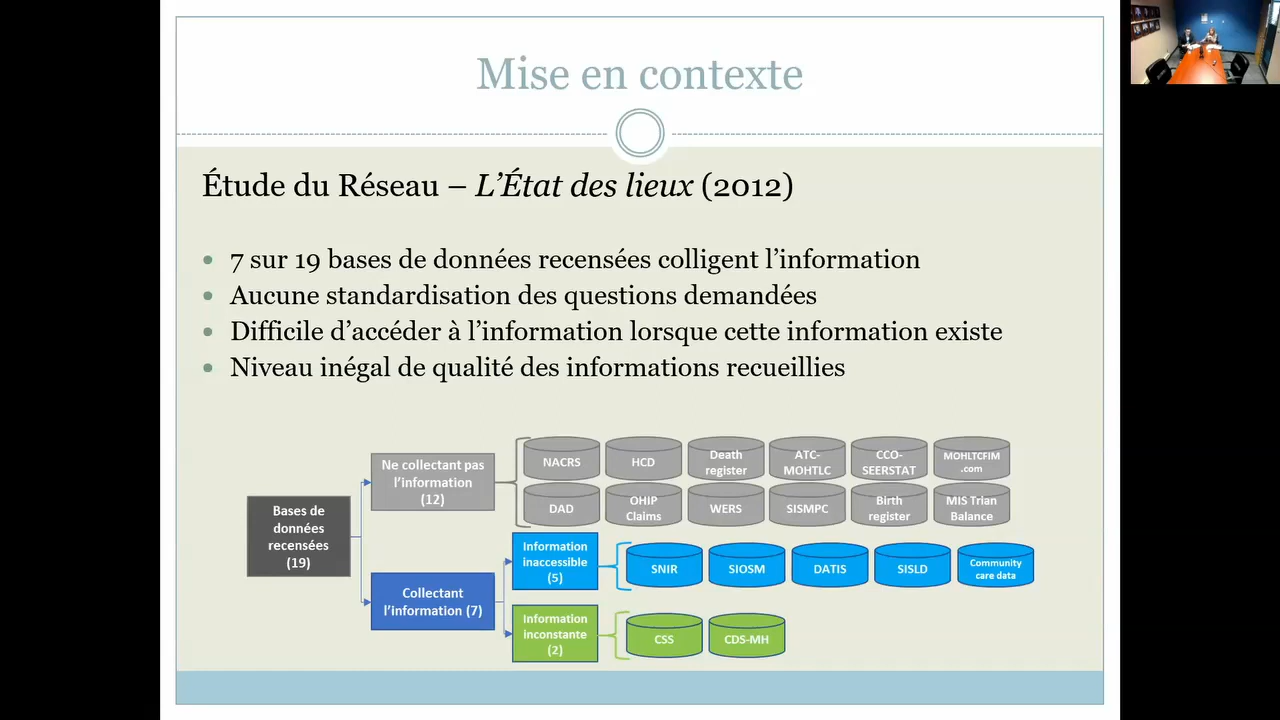 Mise en contexte
Étude du Réseau – L’État des lieux (2012)
• 7 sur 19 bases de données recensées colligent l’information
• Aucune standardisation des questions demandées
• Difficile d’accéder à l’information lorsque cette information existe
• Niveau inégal de qualité des informations recueillies
Bases de
données
recensées
(19)
Ne collectant pas
l’information
(12)
NACRS
HCD
Death
register
ATC-
MOHTLC
CCO-
SEERSTAT
MOHLTCFIM
.com
DAD
OHIP
Claims
WERS
SISMPC
Birth
register
MIS Trian
Balance
Collectant
l’information (7)
Information
inaccessible
(5)
SNIR
SIOSM
DATIS
SISLD
Community
care data
Information
inconstante
(2)
CSS
CDS-MH